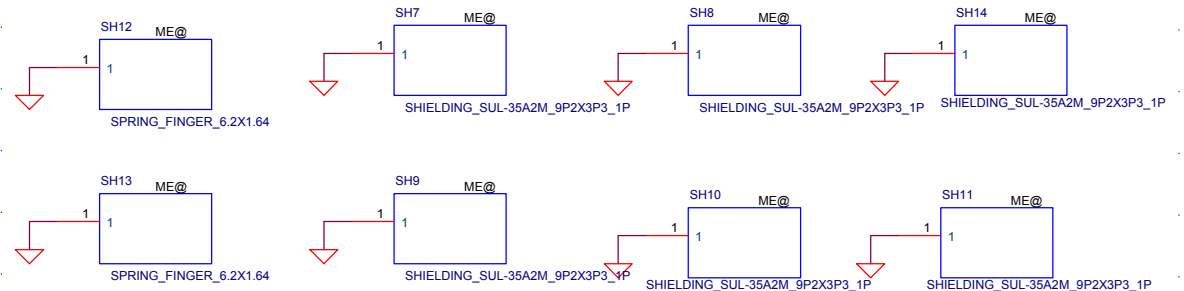 SH12 ME@
1 1
SPRING_FINGER_6.2X1.64
SH7 ME@
1 1
SHIELDING_SUL-35A2M_9P2X3P3_1P
SH8 ME@
1 1
SHIELDING_SUL-35A2M_9P2X3P3_1P
SH14 ME@
1 1
SHIELDING_SUL-35A2M_9P2X3P3_1P
SH13 ME@
1 1
SPRING_FINGER_6.2X1.64
SH9 ME@
1 1
SHIELDING_SUL-35A2M_9P2X3P3_1P
SH10 ME@
1 1
SHIELDING_SUL-35A2M_9P2X3P3_1P
SH11 ME@
1 1
SHIELDING_SUL-35A2M_9P2X3P3_1P